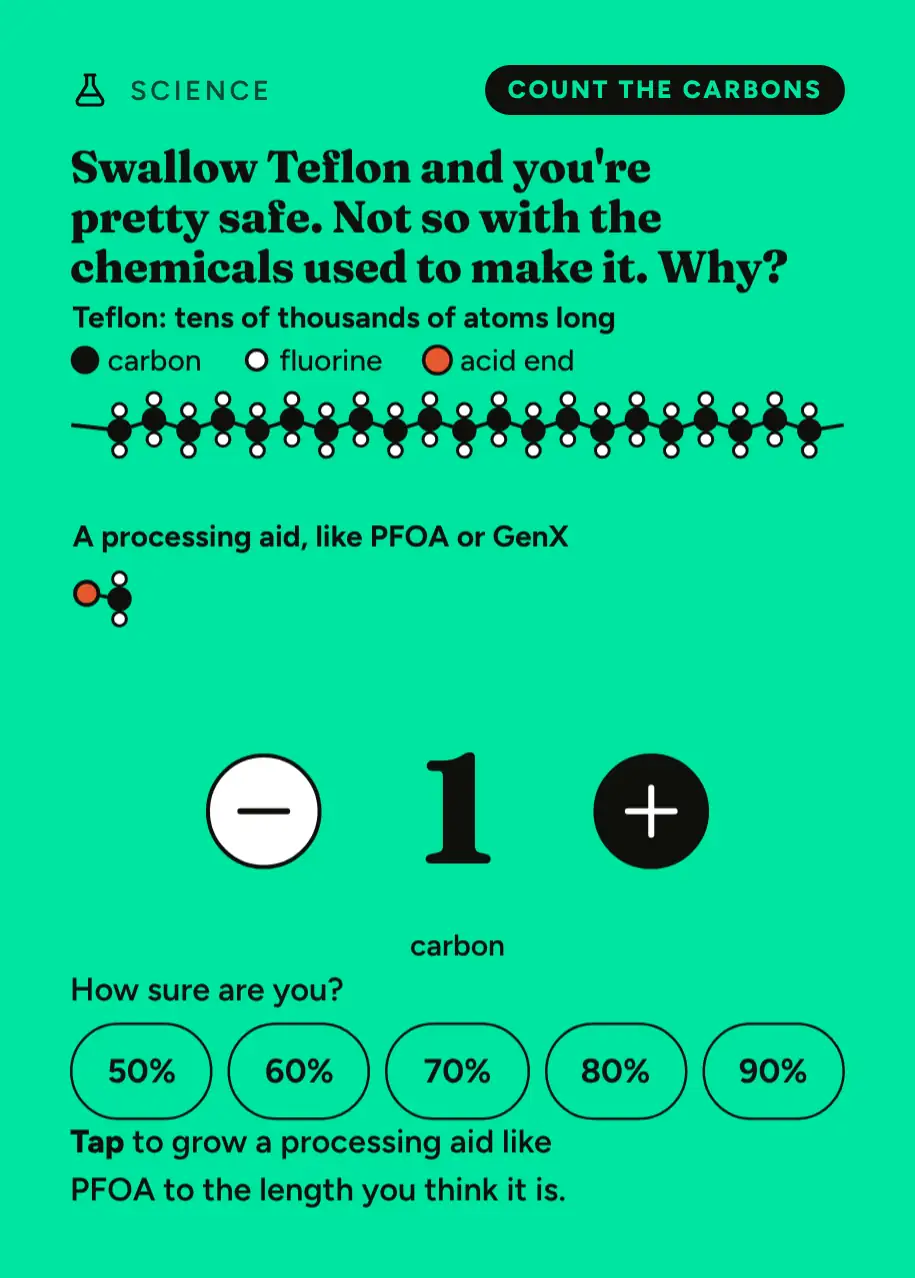 SCIENCE
COUNT THE CARBONS
Swallow Teflon and you're
pretty safe. Not so with the
chemicals used to make it. Why?
Teflon: tens of thousands of atoms long
carbon fluorine acid end
A processing aid, like PFOA or GenX
1
carbon
How sure are you?
50% 60% 70% 80% 90%
Tap to grow a processing aid like
PFOA to the length you think it is.